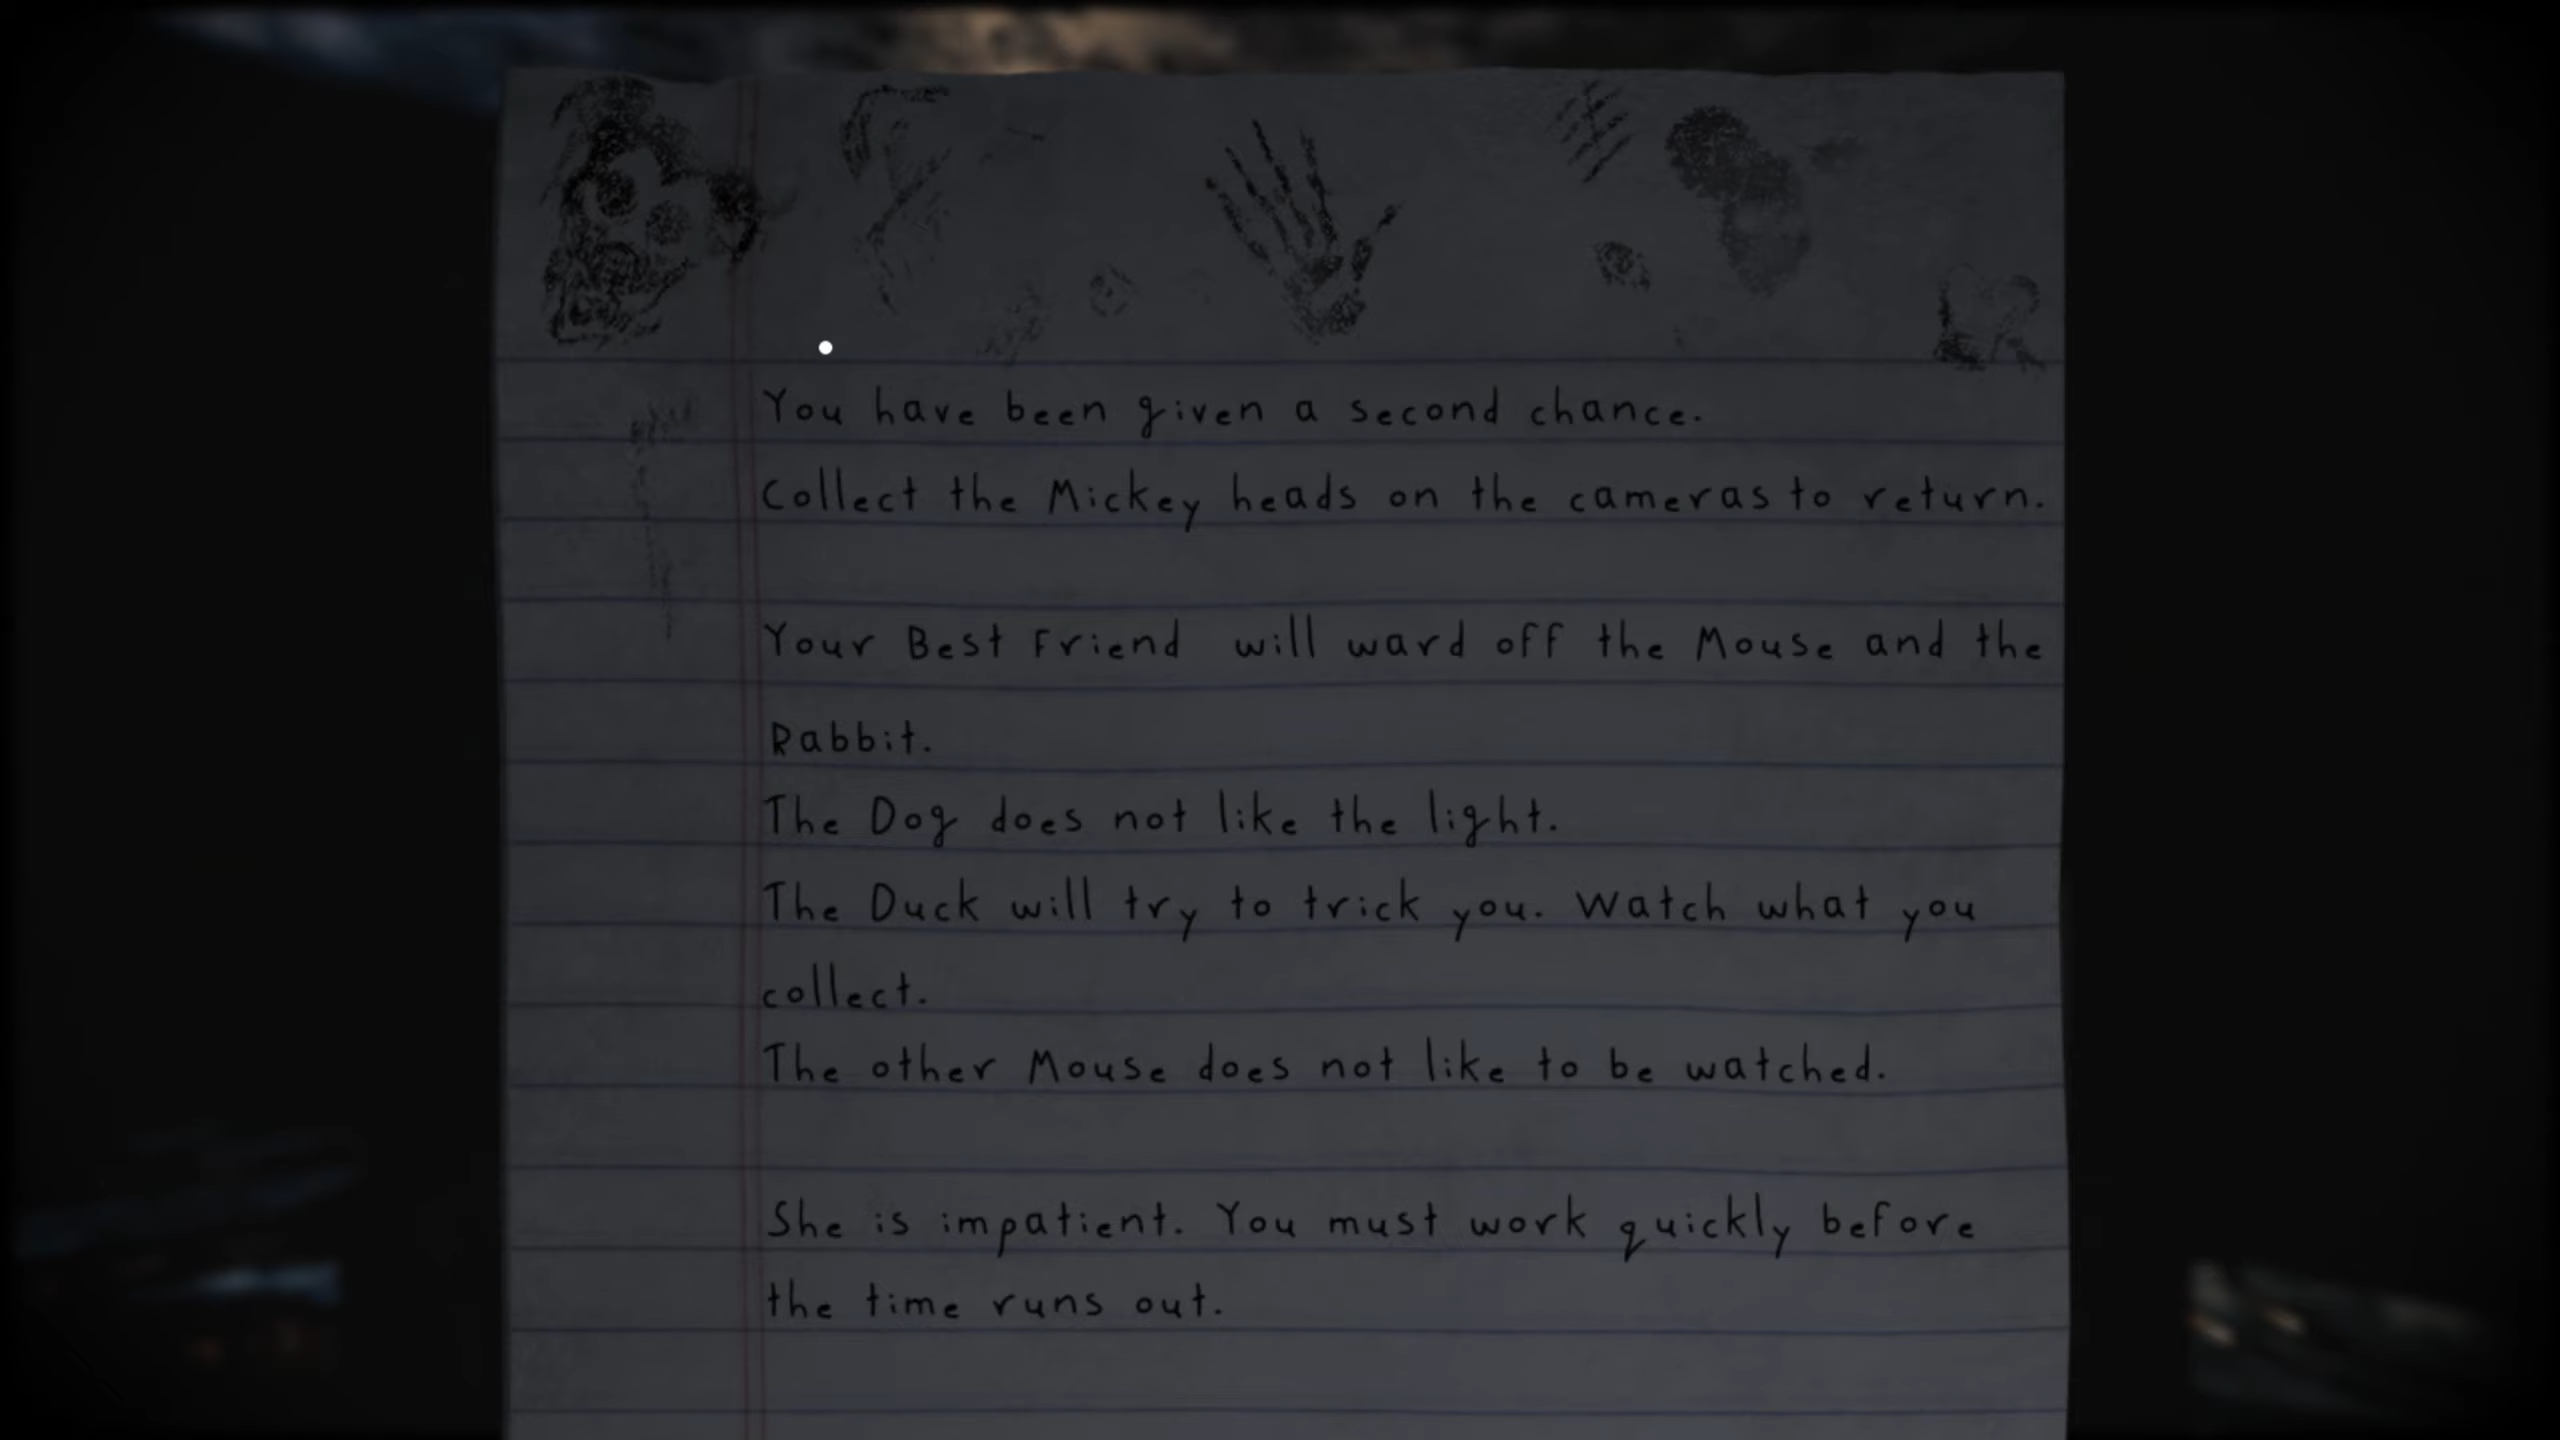 You have been given a second chance.
Collect the Mickey heads on the cameras to return.
Your Best Friend will ward off the Mouse and the
Rabbit.
The Dog does not like the light.
The Duck will try to trick you. Watch what you
collect.
The other Mouse does not like to be watched.
She is impatient. You must work quickly before
the time runs out.